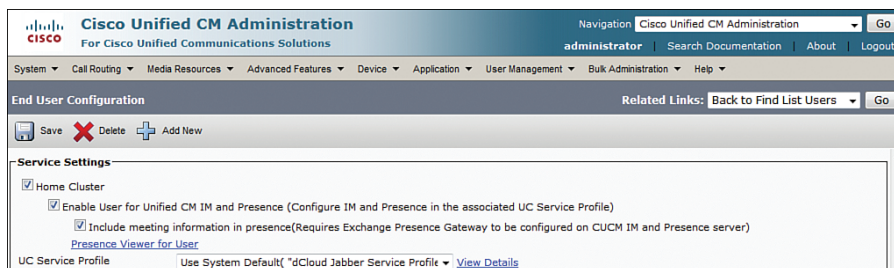 cisco
Cisco Unified CM Administration
For Cisco Unified Communications Solutions
Navigation Cisco Unified CM Administration Go
administrator | Search Documentation | About | Logout
System Call Routing Media Resources Advanced Features Device Application User Management Bulk Administration Help
End User Configuration
Related Links: Back to Find List Users Go
Save Delete Add New
Service Settings
Home Cluster
Enable User for Unified CM IM and Presence (Configure IM and Presence in the associated UC Service Profile)
Include meeting information in presence(Requires Exchange Presence Gateway to be configured on CUCM IM and Presence server)
Presence Viewer for User
UC Service Profile Use System Default( "dCloud Jabber Service Profile View Details